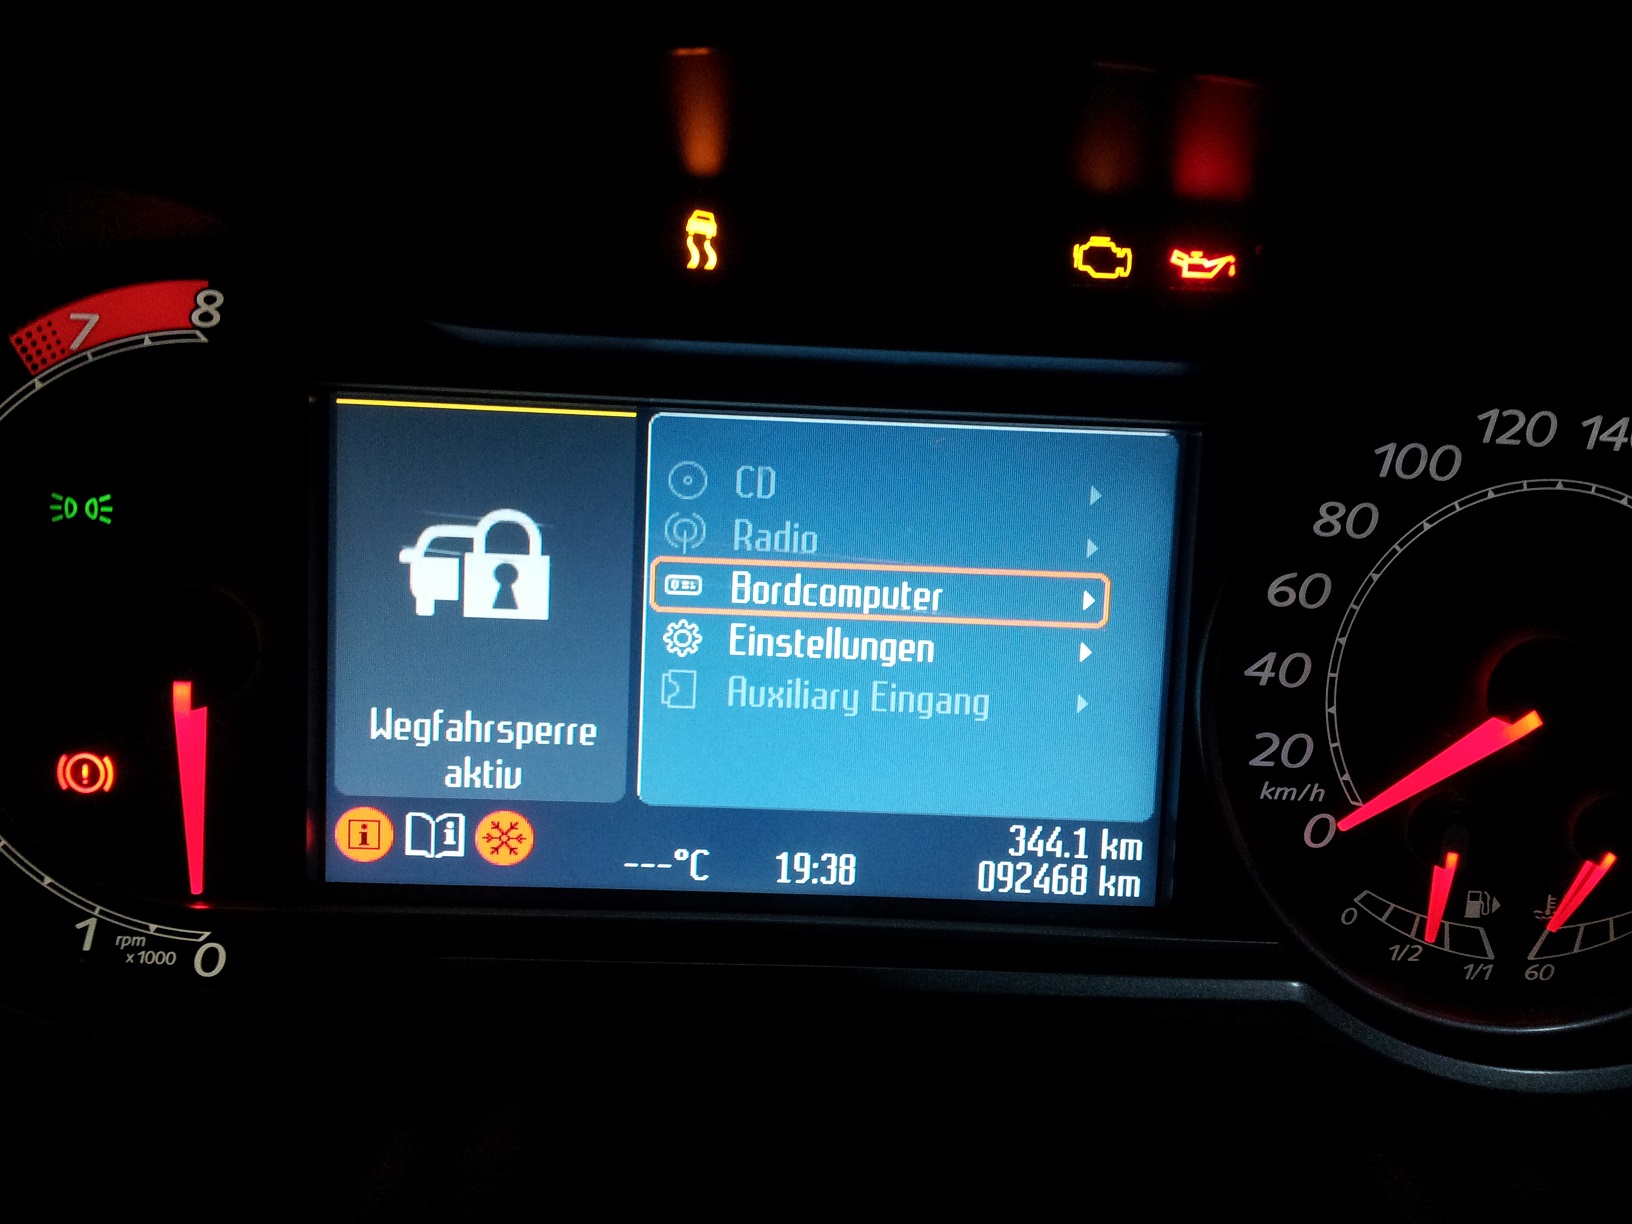 7
8
1
rpm
x1000
0
CD
Radio
Bordcomputer
Einstellungen
Auxiliary Eingang
Wegfahrsperre
aktiv
---°C
19:38
344.1 km
092468 km
120
100
80
60
40
20
km/h
0
0
1/2
1/1
60